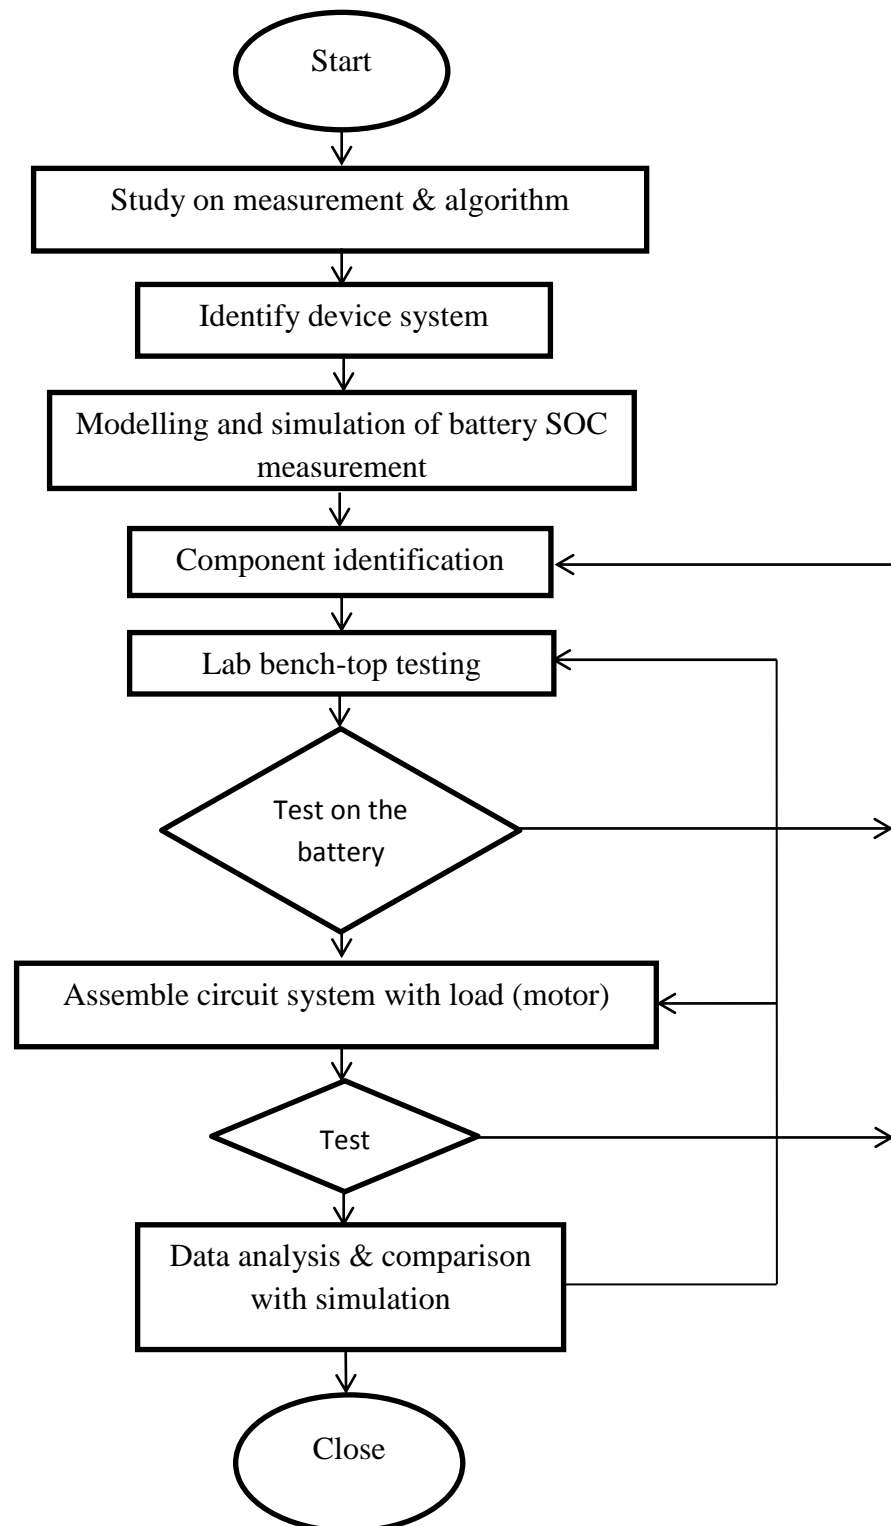 Start
Study on measurement & algorithm
Identify device system
Modelling and simulation of battery SOC
measurement
Component identification
Lab bench-top testing
Test on the
battery
Assemble circuit system with load (motor)
Test
Data analysis & comparison
with simulation
Close